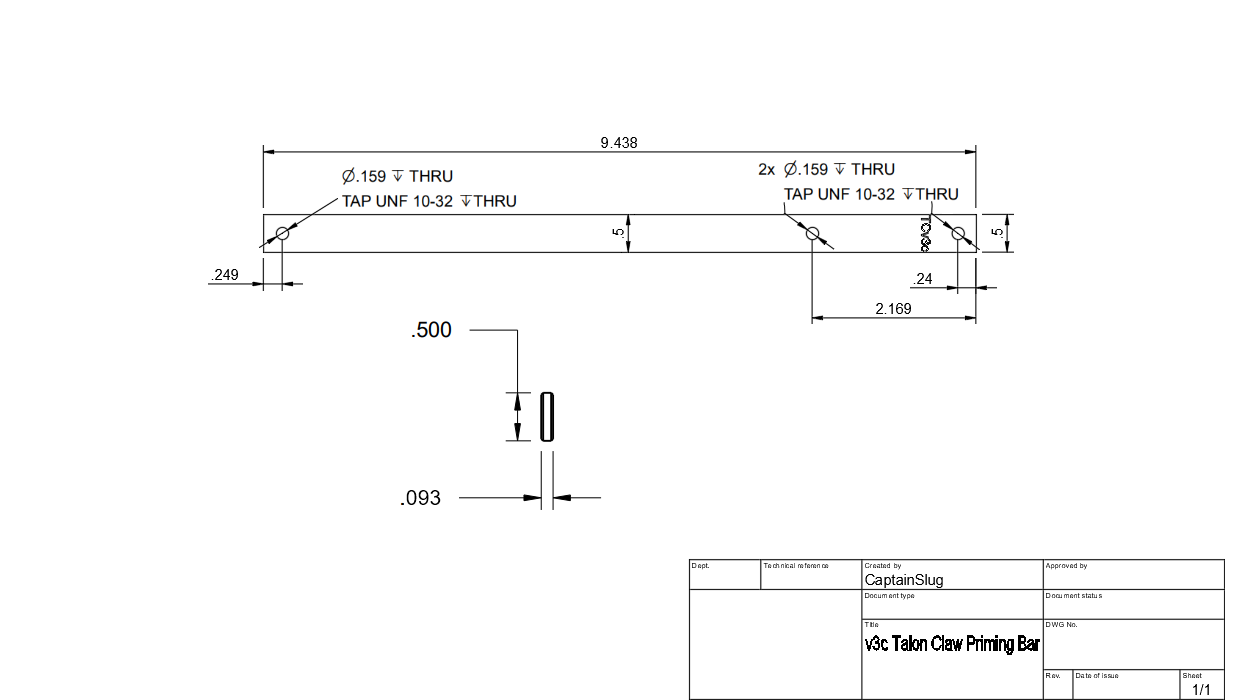 9.438
Ø.159 ↧ THRU
TAP UNF 10-32 ↧THRU
2x Ø.159 ↧ THRU
TAP UNF 10-32 ↧THRU
.5
TCv3c
.5
.249
.24
2.169
.500
.093
Dept.
Technical reference
Created by
CaptainSlug
Approved by
Document type
Document status
Title
v3c Talon Claw Priming Bar
DWG No.
Rev.
Date of issue
Sheet
1/1